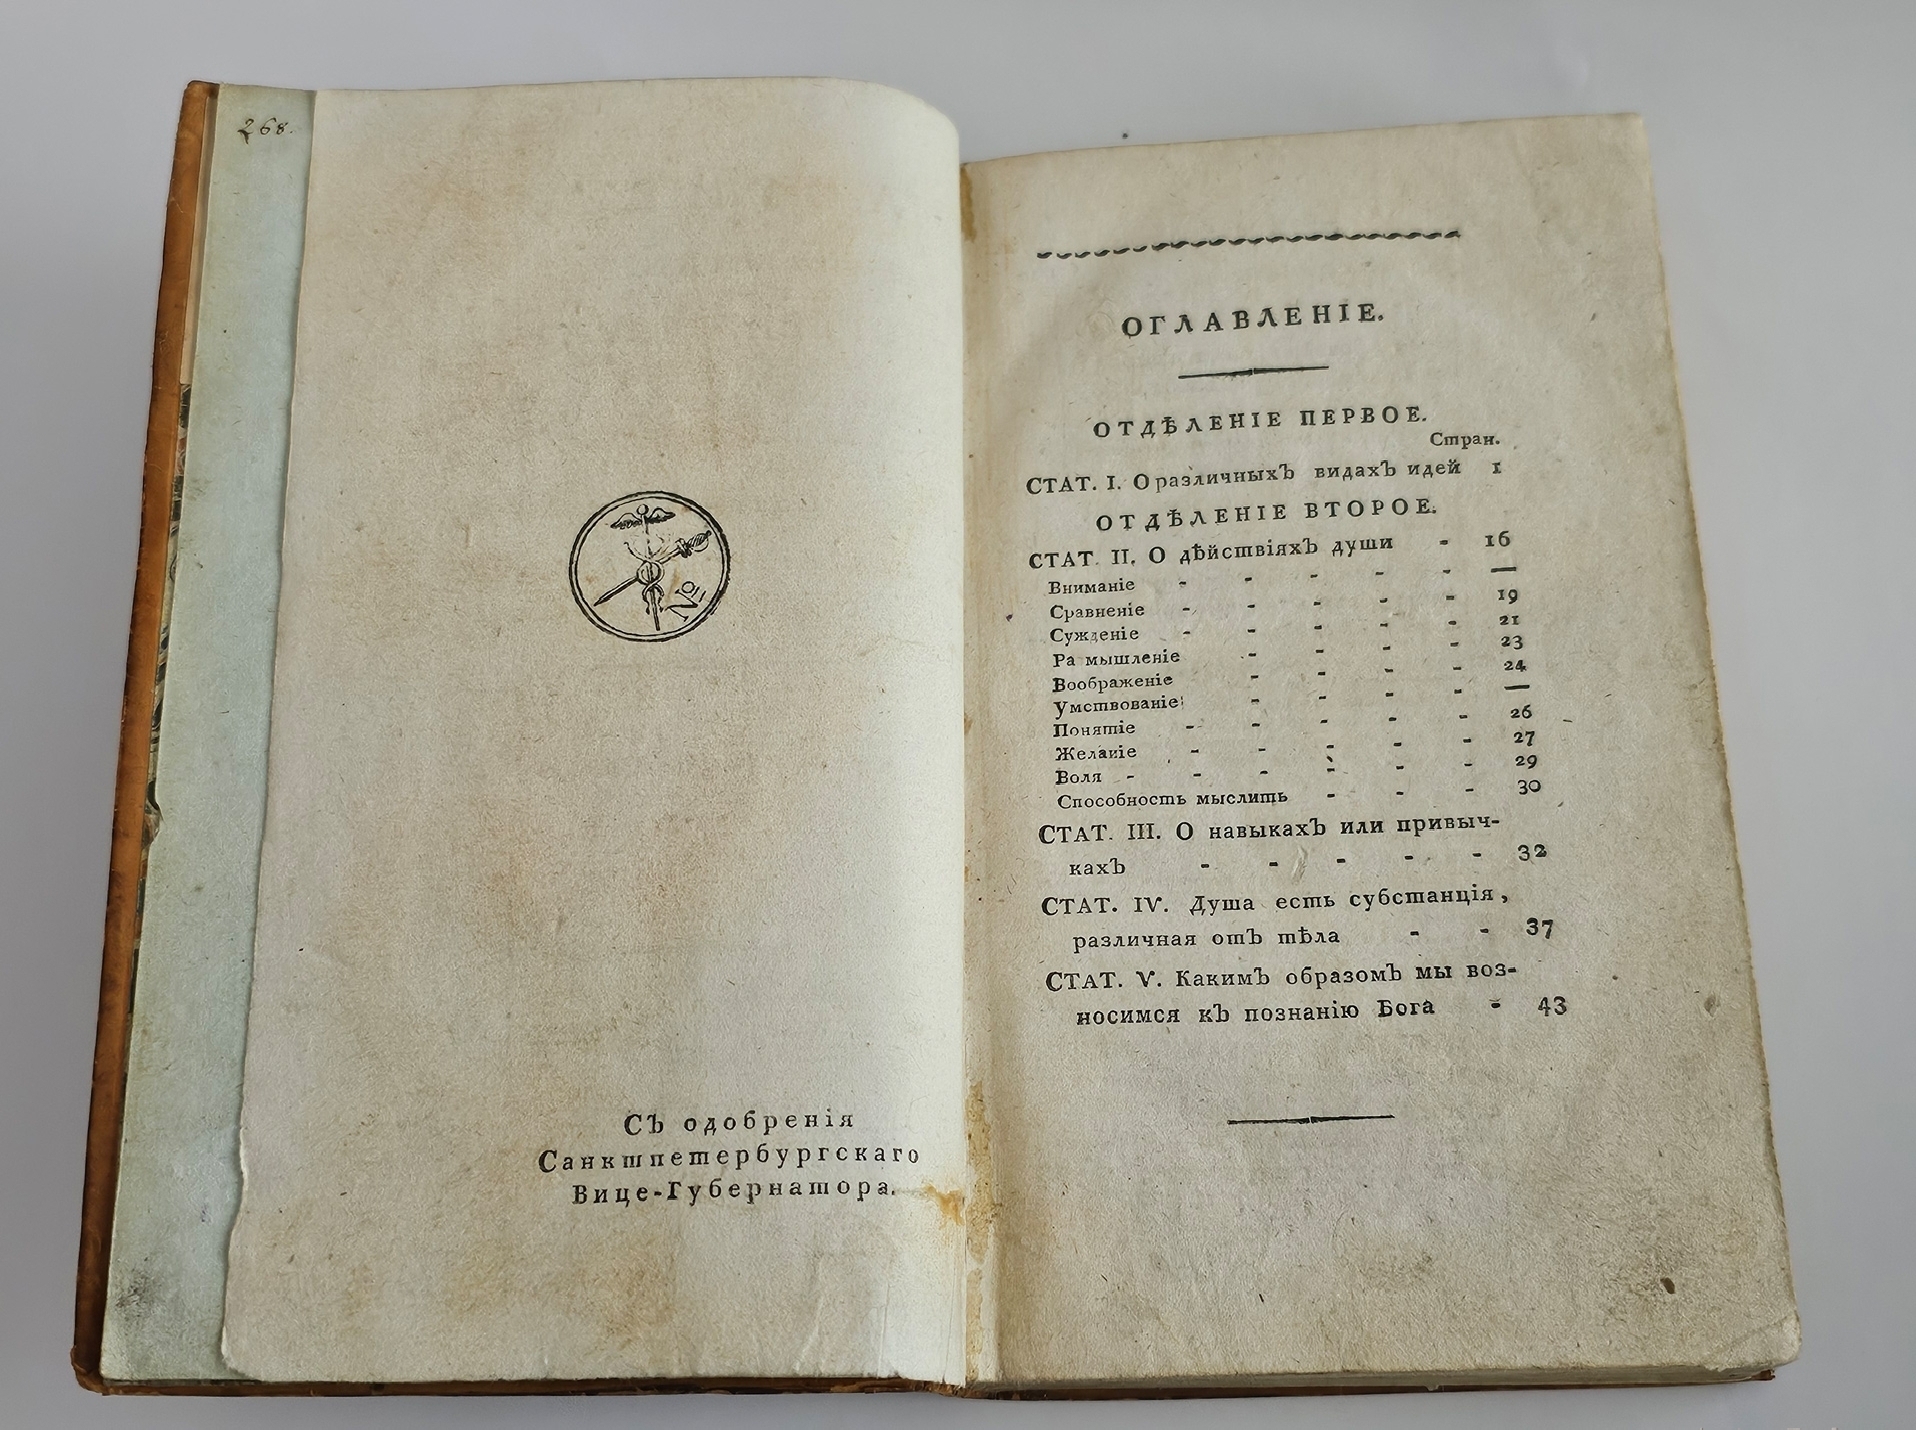 268.
№
Съ одобренія
Санктпетербургскаго
Вице-Губернатора.
ОГЛАВЛЕНІЕ.
ОТДѢЛЕНІЕ ПЕРВОЕ.
Стран.
СТАТ. I. О различныхъ видахъ идей 1
ОТДѢЛЕНІЕ ВТОРОЕ.
СТАТ. II. О дѣйствіяхъ души - 16
Вниманіе - - - - - —
Сравненіе - - - - - 19
Сужденіе - - - - - 21
Ра мышленіе - - - - 23
Воображеніе - - - - 24
Умствованіе - - - - —
Понятіе - - - - - 26
Желаніе - - - - - 27
Воля - - - - - - 29
Способность мыслить - - - 30
СТАТ. III. О навыкахъ или привыч-
кахъ - - - - - 32
СТАТ. IV. Душа есть субстанція,
различная отъ тѣла - - 37
СТАТ. V. Какимъ образомъ мы воз-
носимся къ познанію Бога - 43